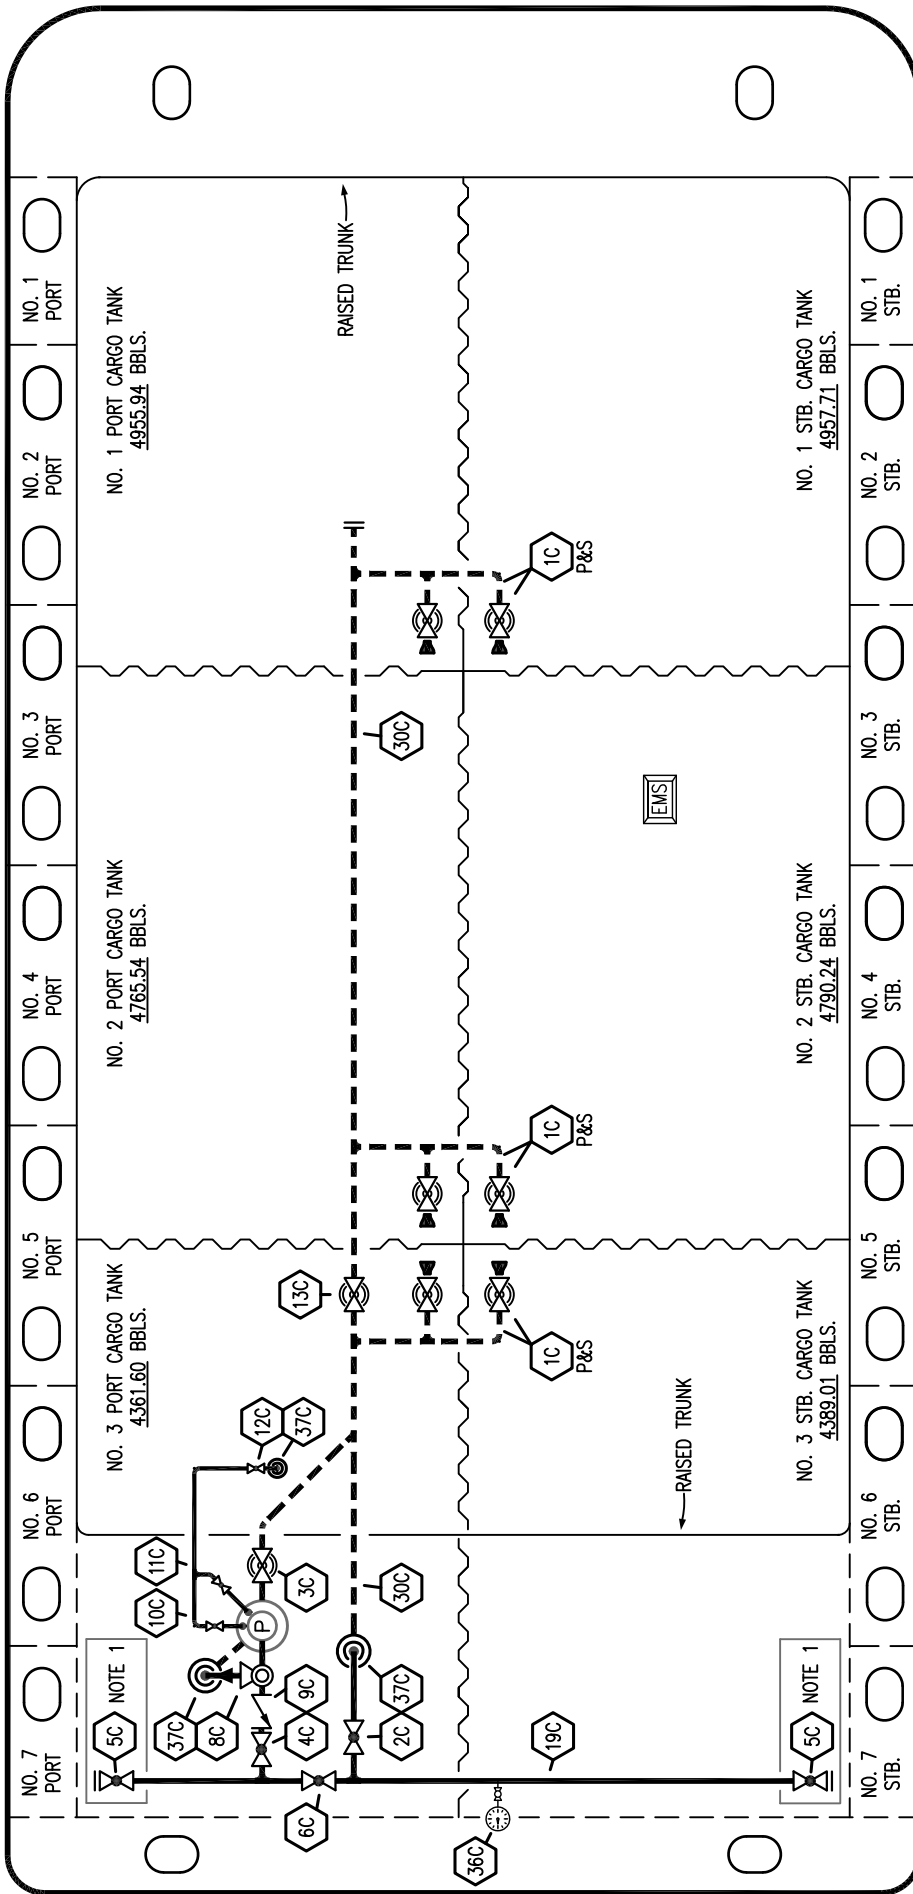 NO. 1
PORT
NO. 2
PORT
NO. 3
PORT
NO. 4
PORT
NO. 5
PORT
NO. 6
PORT
NO. 7
PORT
NO. 1 PORT CARGO TANK
4955.94 BBLS.
NO. 2 PORT CARGO TANK
4765.54 BBLS.
NO. 3 PORT CARGO TANK
4361.60 BBLS.
RAISED TRUNK
30C
13C
12C
37C
11C
10C
3C
30C
P
NOTE 1
5C
37C
8C
9C
4C
37C
2C
6C
19C
36C
1C
P&S
1C
P&S
1C
P&S
EMS
RAISED TRUNK
NO. 1 STB. CARGO TANK
4957.71 BBLS.
NO. 2 STB. CARGO TANK
4790.24 BBLS.
NO. 3 STB. CARGO TANK
4389.01 BBLS.
NOTE 1
5C
NO. 1
STB.
NO. 2
STB.
NO. 3
STB.
NO. 4
STB.
NO. 5
STB.
NO. 6
STB.
NO. 7
STB.